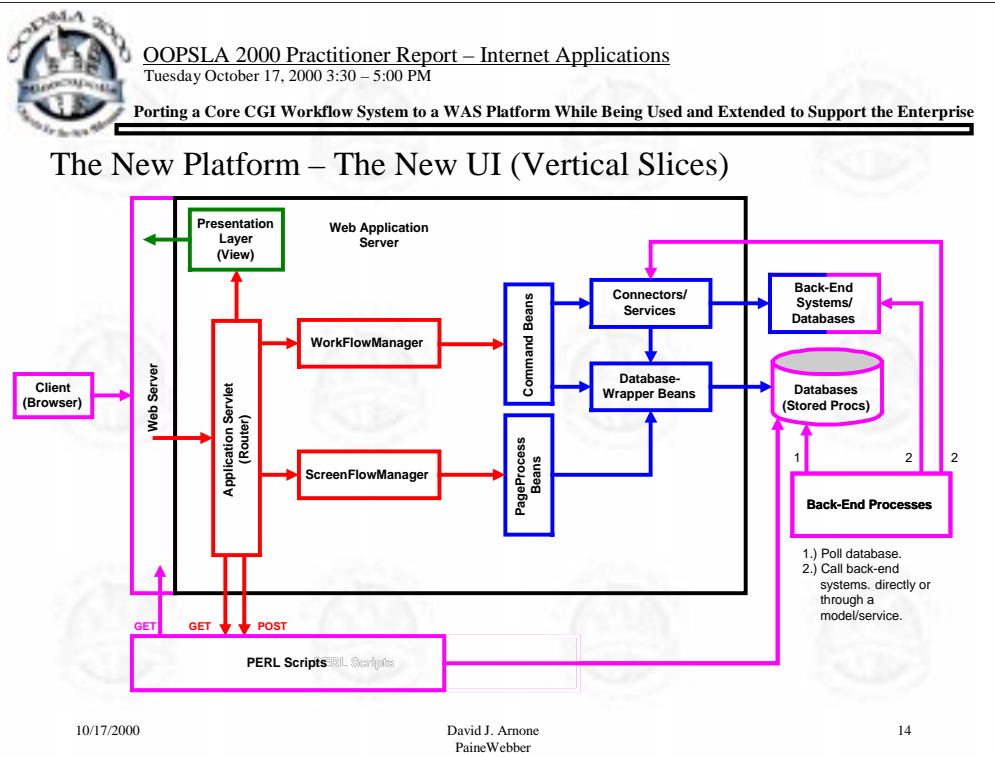 OOPSLA 2000
Minneapolis
OOPSLA 2000 Practitioner Report – Internet Applications
Tuesday October 17, 2000 3:30 – 5:00 PM
Porting a Core CGI Workflow System to a WAS Platform While Being Used and Extended to Support the Enterprise
The New Platform – The New UI (Vertical Slices)
Presentation
Layer
(View)
Web Application
Server
Connectors/
Services
Back-End
Systems/
Databases
Command Beans
WorkFlowManager
Web Server
Client
(Browser)
Application Servlet
(Router)
Database-
Wrapper Beans
Databases
(Stored Procs)
ScreenFlowManager
PageProcess
Beans
1
2
2
Back-End Processes
1.) Poll database.
2.) Call back-end
systems. directly or
through a
model/service.
GET
GET
POST
PERL Scripts
PERL Scripts
10/17/2000
David J. Arnone
PaineWebber
14